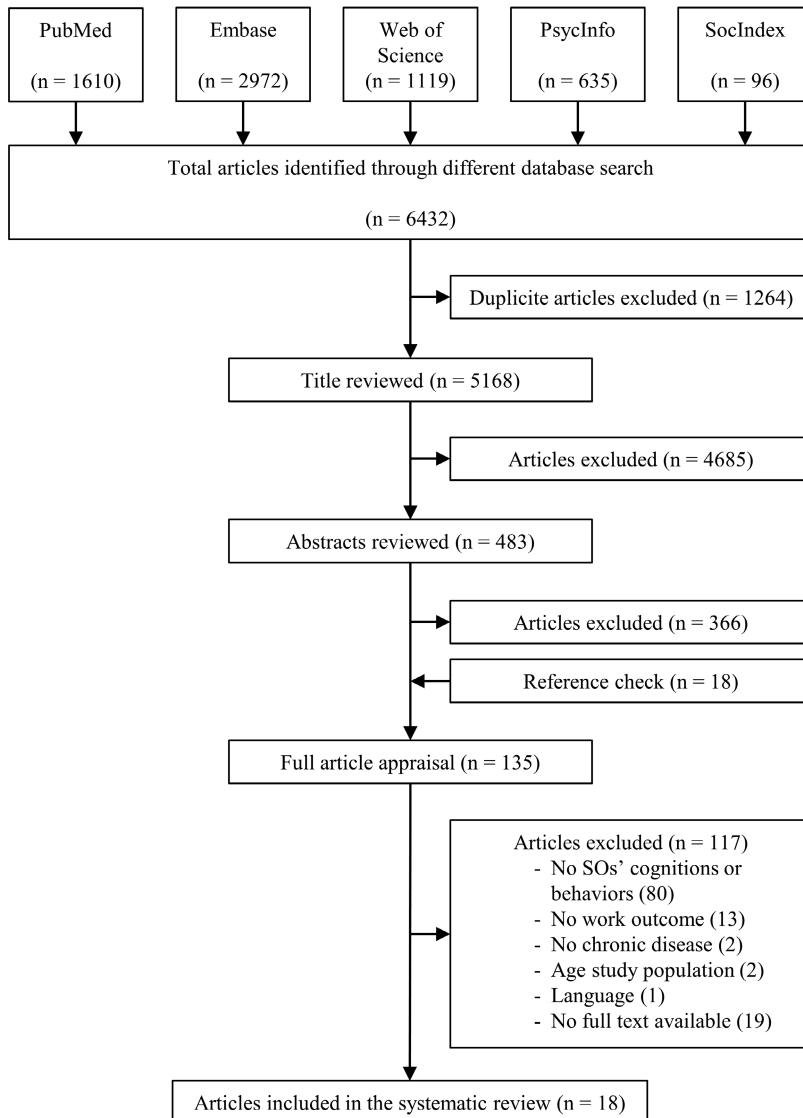 PubMed
(n = 1610)
Embase
(n = 2972)
Web of
Science
(n = 1119)
PsycInfo
(n = 635)
SocIndex
(n = 96)
Total articles identified through different database search
(n = 6432)
Duplicite articles excluded (n = 1264)
Title reviewed (n = 5168)
Articles excluded (n = 4685)
Abstracts reviewed (n = 483)
Articles excluded (n = 366)
Reference check (n = 18)
Full article appraisal (n = 135)
Articles excluded (n = 117)
- No SOs’ cognitions or
behaviors (80)
- No work outcome (13)
- No chronic disease (2)
- Age study population (2)
- Language (1)
- No full text available (19)
Articles included in the systematic review (n = 18)